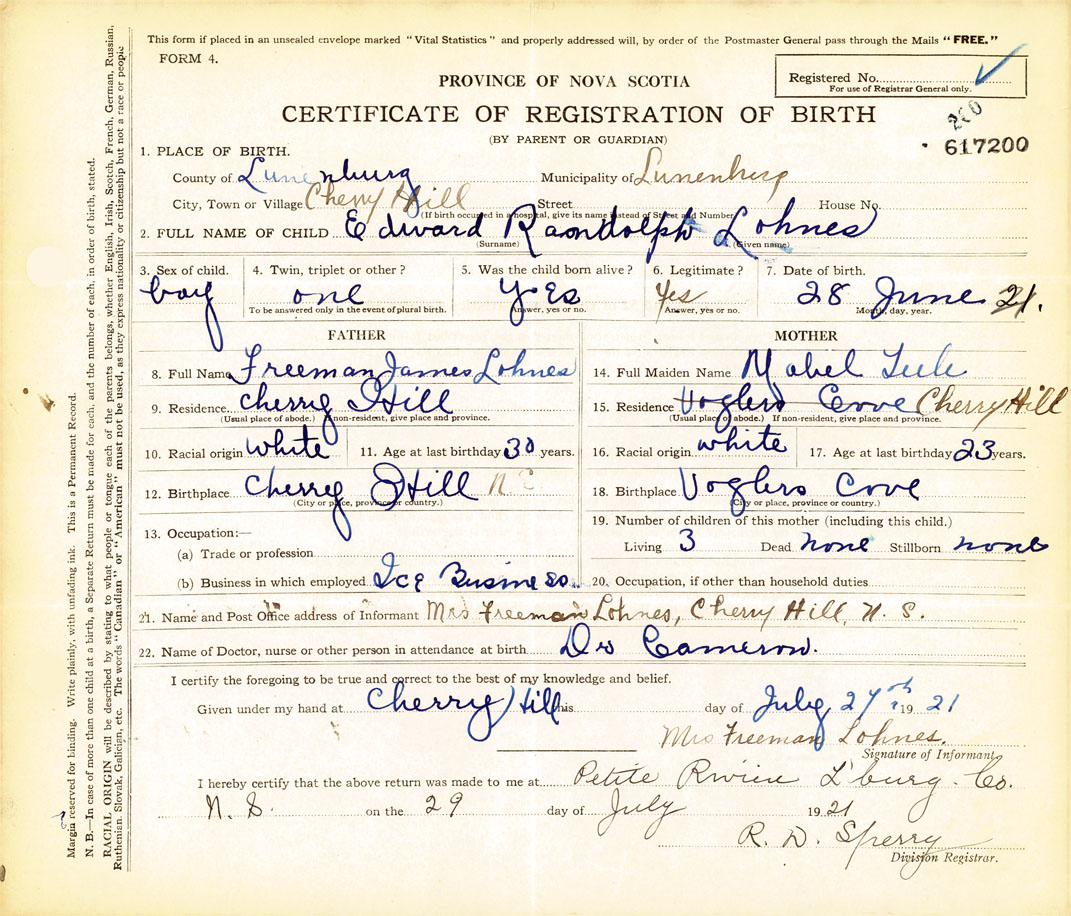 This form if placed in an unsealed envelope marked "Vital Statistics" and properly addressed will, by order of the Postmaster General pass through the Mails "FREE."
FORM 4.
PROVINCE OF NOVA SCOTIA
Registered No.
For use of Registrar General only.
CERTIFICATE OF REGISTRATION OF BIRTH
200
(BY PARENT OR GUARDIAN)
617200
1. PLACE OF BIRTH.
County of Lunenburg Municipality of Lunenburg
City, Town or Village Cherry Hill Street House No.
(If birth occurred in a hospital, give its name instead of Street and Number)
2. FULL NAME OF CHILD Edward Raondolph Lohnes
(Surname) (Given name)
3. Sex of child. 4. Twin, triplet or other? 5. Was the child born alive? 6. Legitimate? 7. Date of birth.
boy one Yes Yes 28 June 21.
To be answered only in the event of plural birth. Answer, yes or no. Answer, yes or no. Month, day, year.
FATHER MOTHER
8. Full Name Freeman James Lohnes 14. Full Maiden Name Mabel
9. Residence Cherry Hill 15. Residence Voglers Cove Cherry Hill
(Usual place of abode.) If non-resident, give place and province. (Usual place of abode.) If non-resident, give place and province.
10. Racial origin White 11. Age at last birthday 30 years. 16. Racial origin white 17. Age at last birthday 23 years.
12. Birthplace Cherry Hill N 18. Birthplace Voglers Cove
(City or place, province or country.) (City or place, province or country.)
13. Occupation:— 19. Number of children of this mother (including this child.)
(a) Trade or profession Living 3 Dead none Stillborn none
(b) Business in which employed Ice Business. 20. Occupation, if other than household duties
21. Name and Post Office address of Informant Mrs Freeman Lohnes, Cherry Hill, N. S.
22. Name of Doctor, nurse or other person in attendance at birth Dr Cameron.
I certify the foregoing to be true and correct to the best of my knowledge and belief.
Given under my hand at Cherry Hill this day of July 27th 1921
Mrs Freeman Lohnes.
Signature of Informant
I hereby certify that the above return was made to me at Petite Riviere L'burg Co.
N. S. on the 29 day of July 1921
R. D. Sperry
Division Registrar.
Margin reserved for binding. Write plainly, with unfading ink. This is a Permanent Record.
N. B.—In case of more than one child at a birth, a Separate Return must be made for each, and the number of each, in order of birth, stated.
RACIAL ORIGIN will be described by stating to what people or tongue each of the parents belongs, whether English, Irish, Scotch, French, German, Russian,
Ruthenian, Slovak, Galician, etc. The words "Canadian" or "American" must not be used, as they express nationality or citizenship but not a race or people